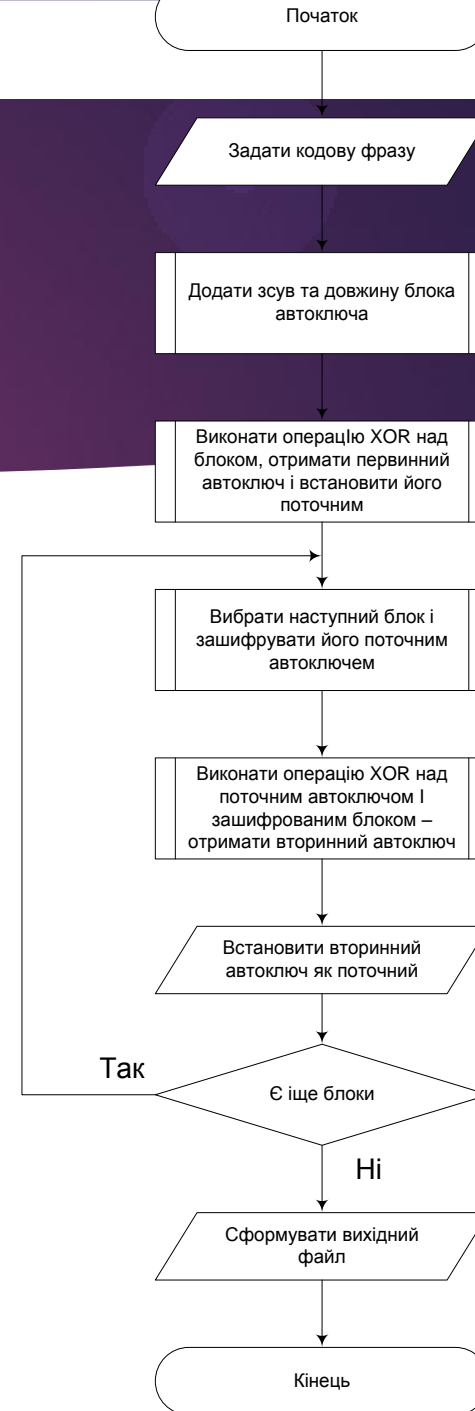 Початок
Задати кодову фразу
Додати зсув та довжину блока
автоключа
Виконати операцІю XOR над
блоком, отримати первинний
автоключ і встановити його
поточним
Вибрати наступний блок і
зашифрувати його поточним
автоключем
Виконати операцію XOR над
поточним автоключом І
зашифрованим блоком –
отримати вторинний автоключ
Встановити вторинний
автоключ як поточний
Так
Є іще блоки
Ні
Сформувати вихідний
файл
Кінець